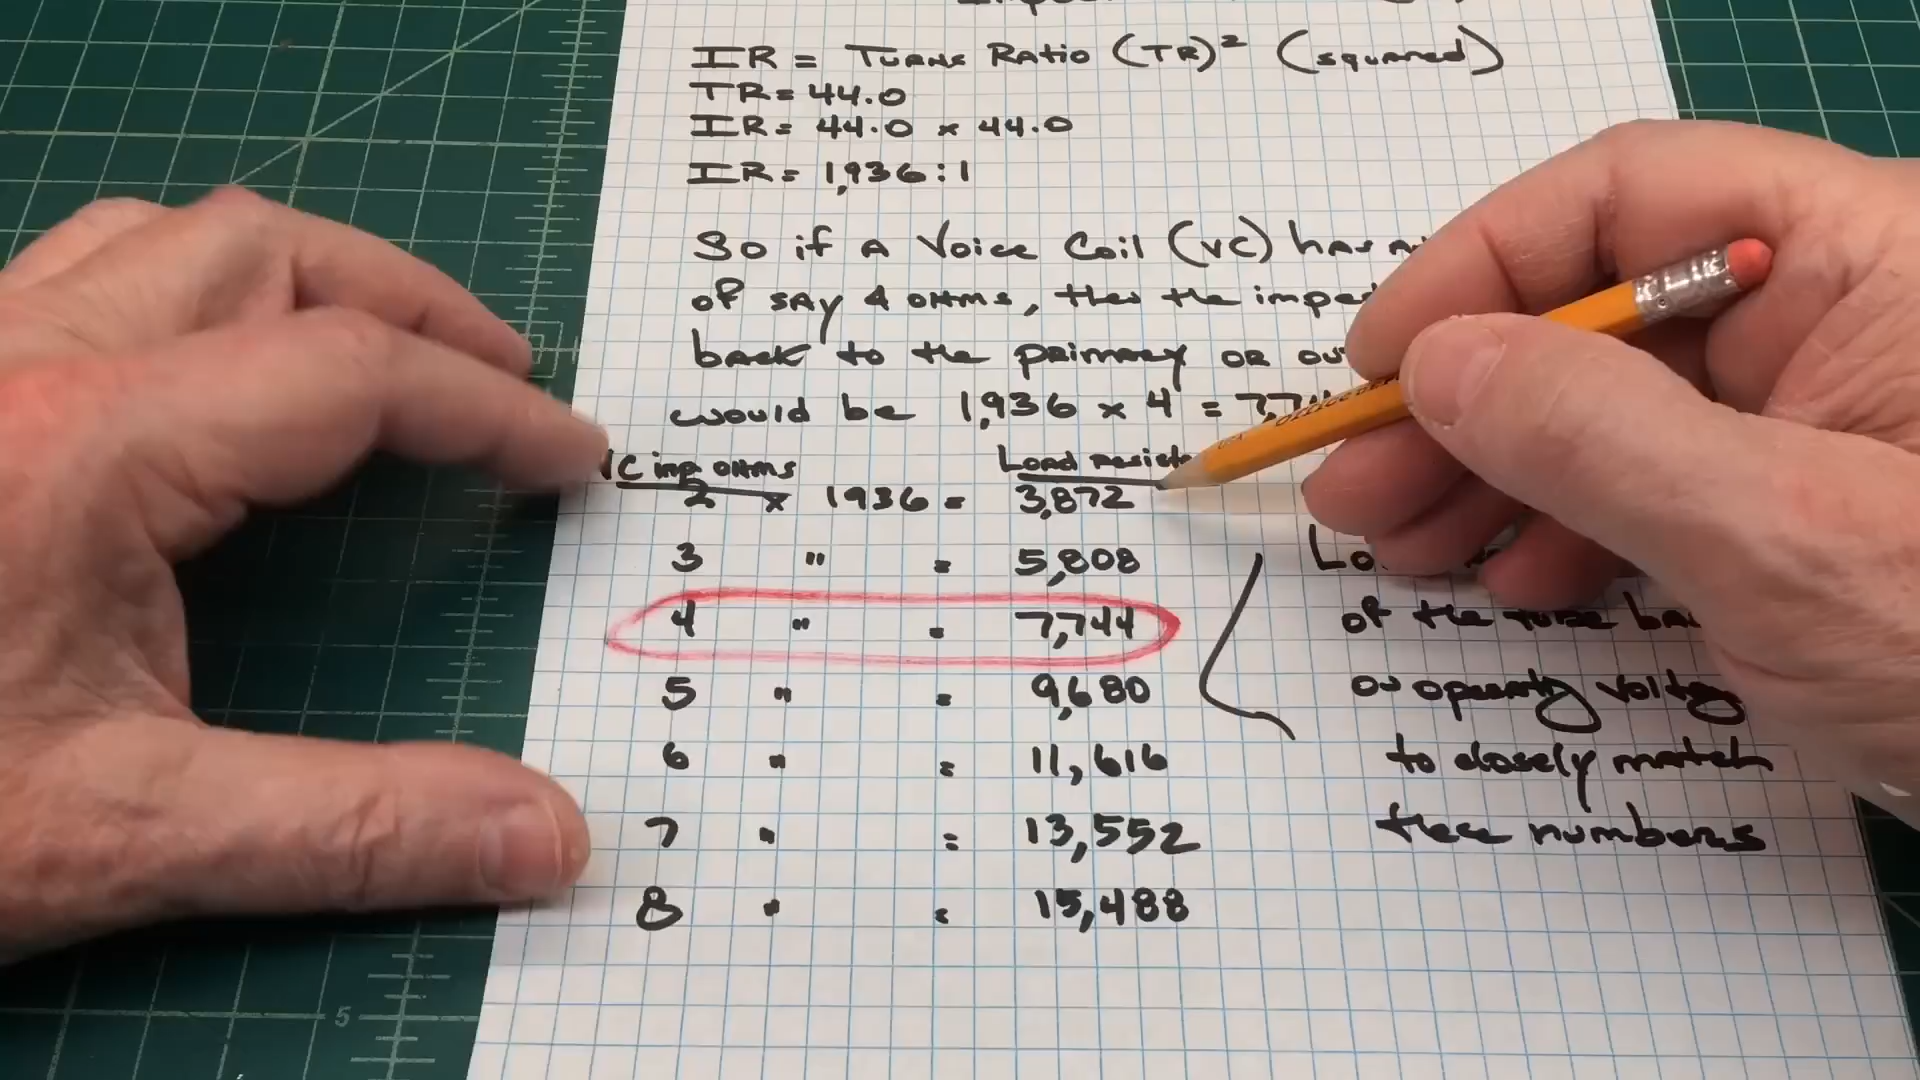 IR = Turns Ratio (TR)² (squared)
TR = 44.0
IR = 44.0 x 44.0
IR = 1,936:1
So if a Voice Coil (VC) has
of say 4 ohms, then the
back to the primary or
would be 1,936 x 4 =
VC imp ohms Load
2 x 1936 = 3,872
3 " = 5,808
4 " = 7,744
5 " = 9,680
6 " = 11,616
7 " = 13,552
8 " = 15,488
of the tube
on operating voltage
to closely match
these numbers
5